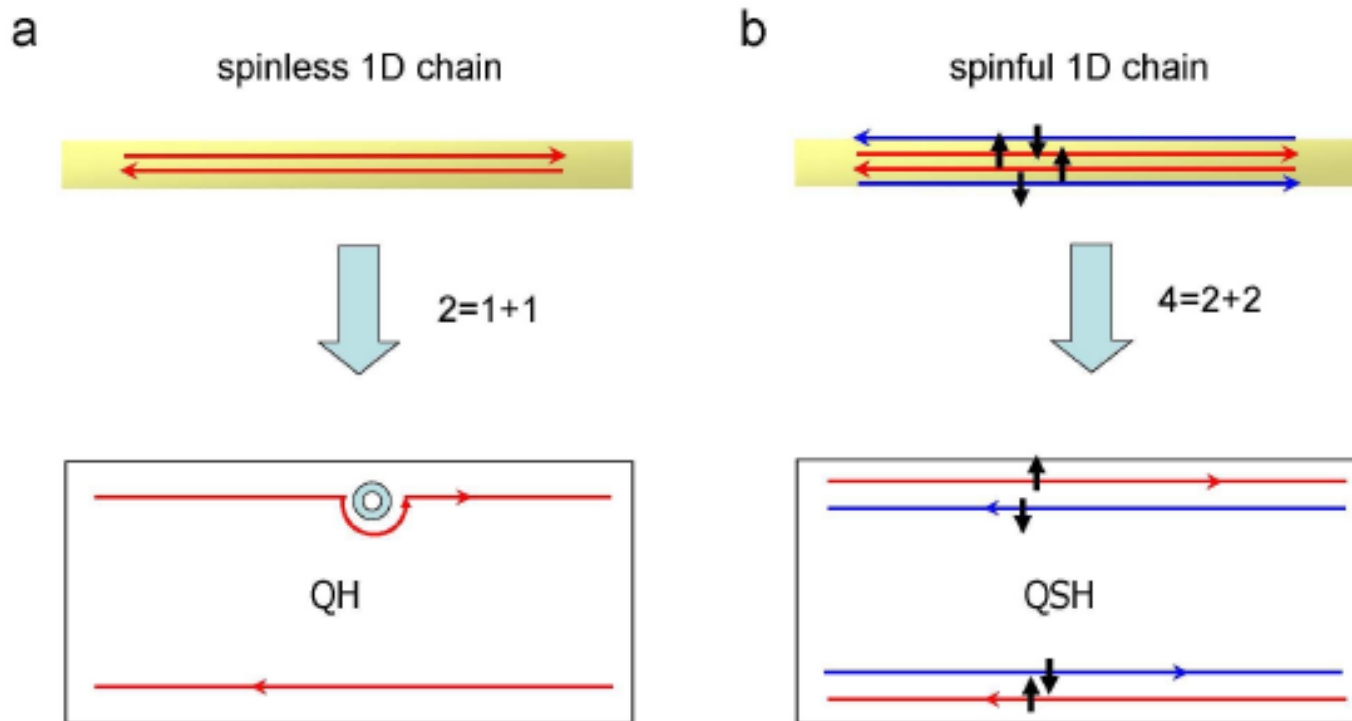 a
spinless 1D chain
2=1+1
QH
b
spinful 1D chain
4=2+2
QSH